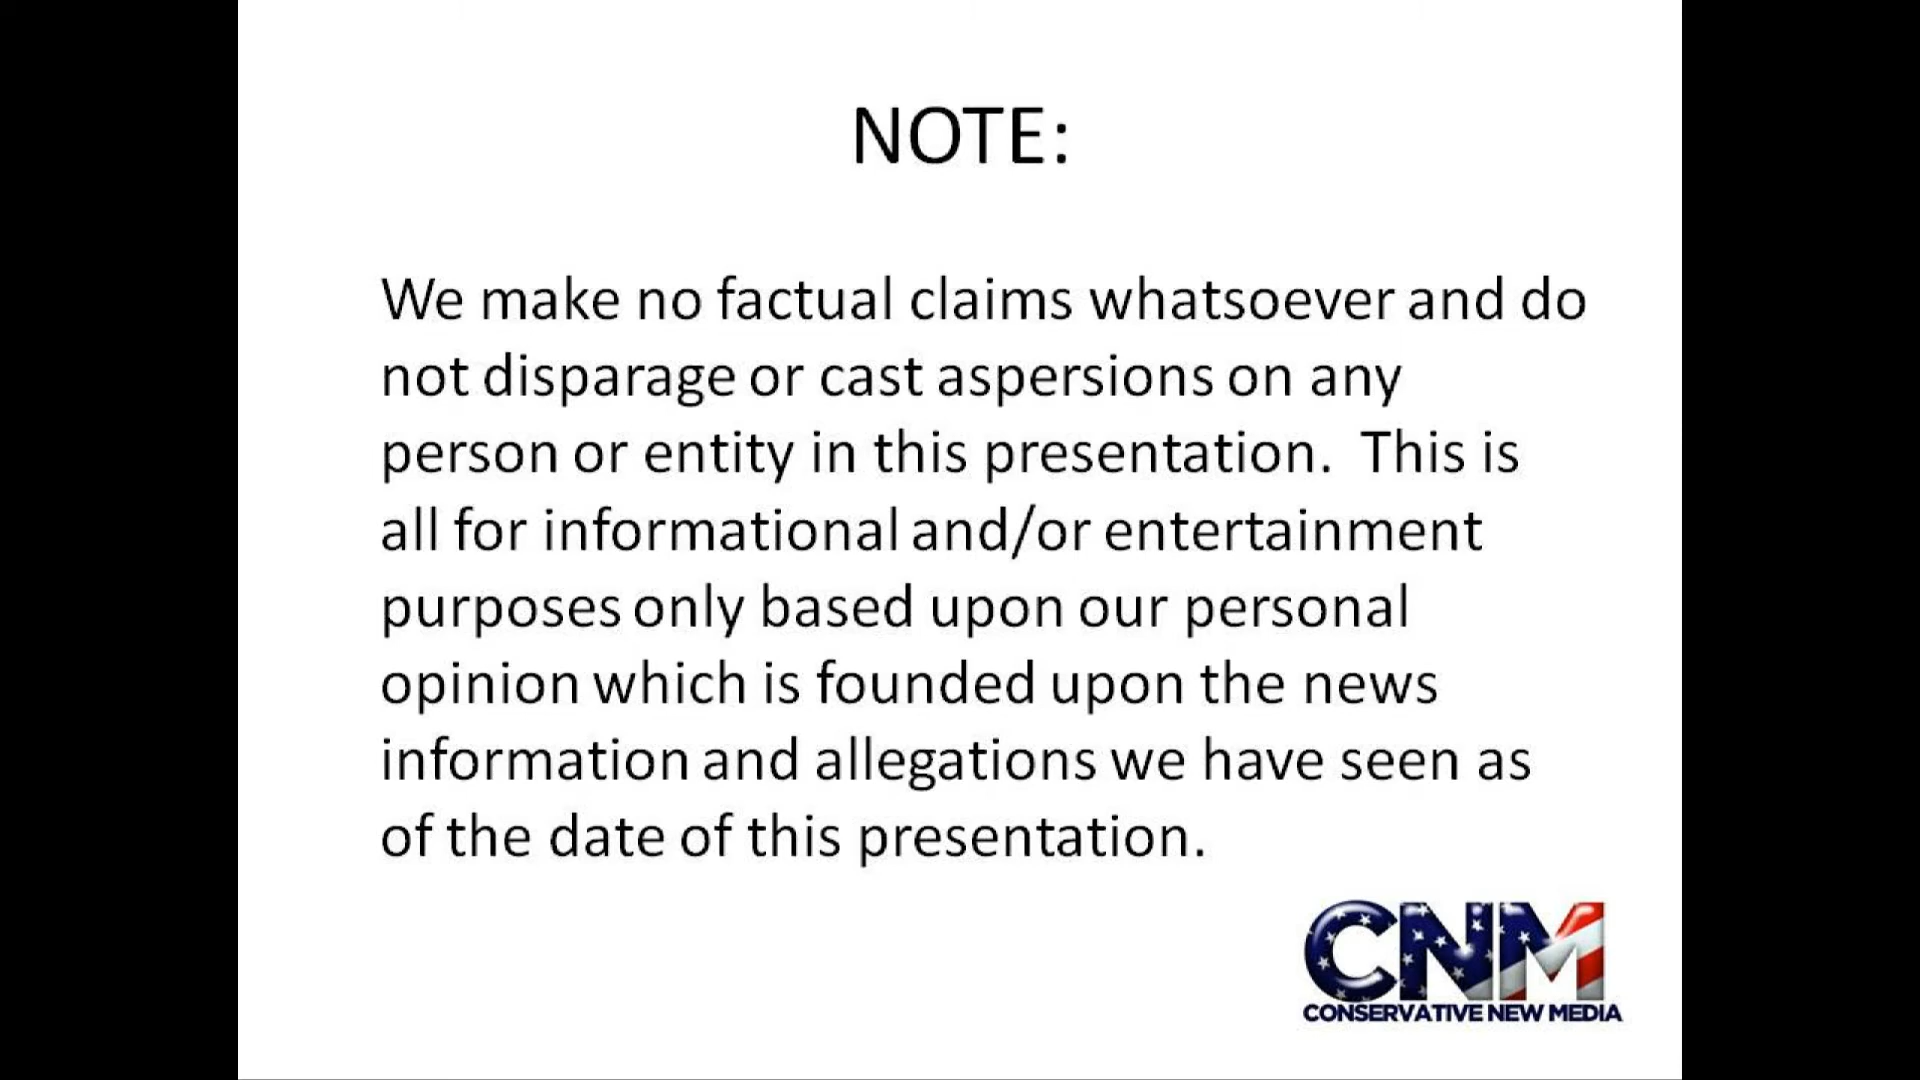 NOTE:
We make no factual claims whatsoever and do
not disparage or cast aspersions on any
person or entity in this presentation.  This is
all for informational and/or entertainment
purposes only based upon our personal
opinion which is founded upon the news
information and allegations we have seen as
of the date of this presentation.
CNM
CONSERVATIVE NEW MEDIA